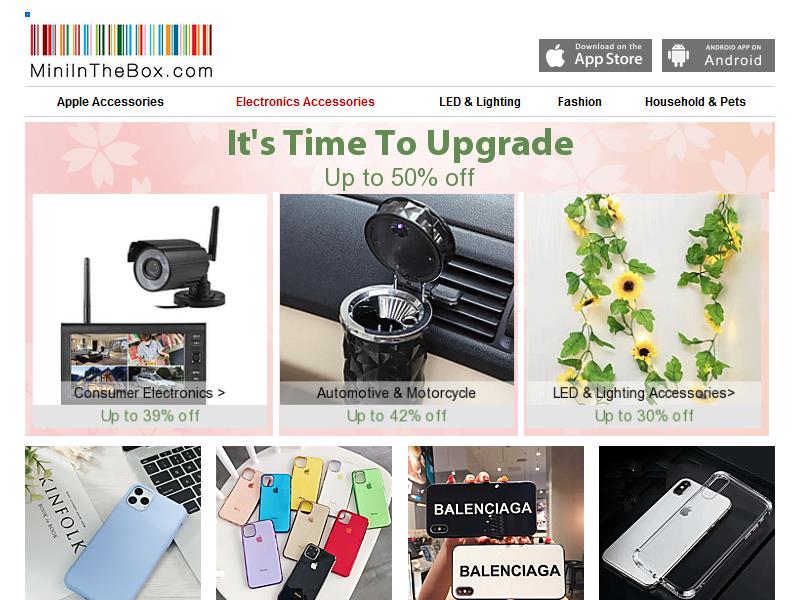 MiniInTheBox.com
Download on the
App Store
ANDROID APP ON
Android
Apple Accessories
Electronics Accessories
LED & Lighting
Fashion
Household & Pets
It's Time To Upgrade
Up to 50% off
Consumer Electronics >
Up to 39% off
Automotive & Motorcycle
Up to 42% off
LED & Lighting Accessories>
Up to 30% off
KINFOLK
BALENCIAGA
BALENCIAGA